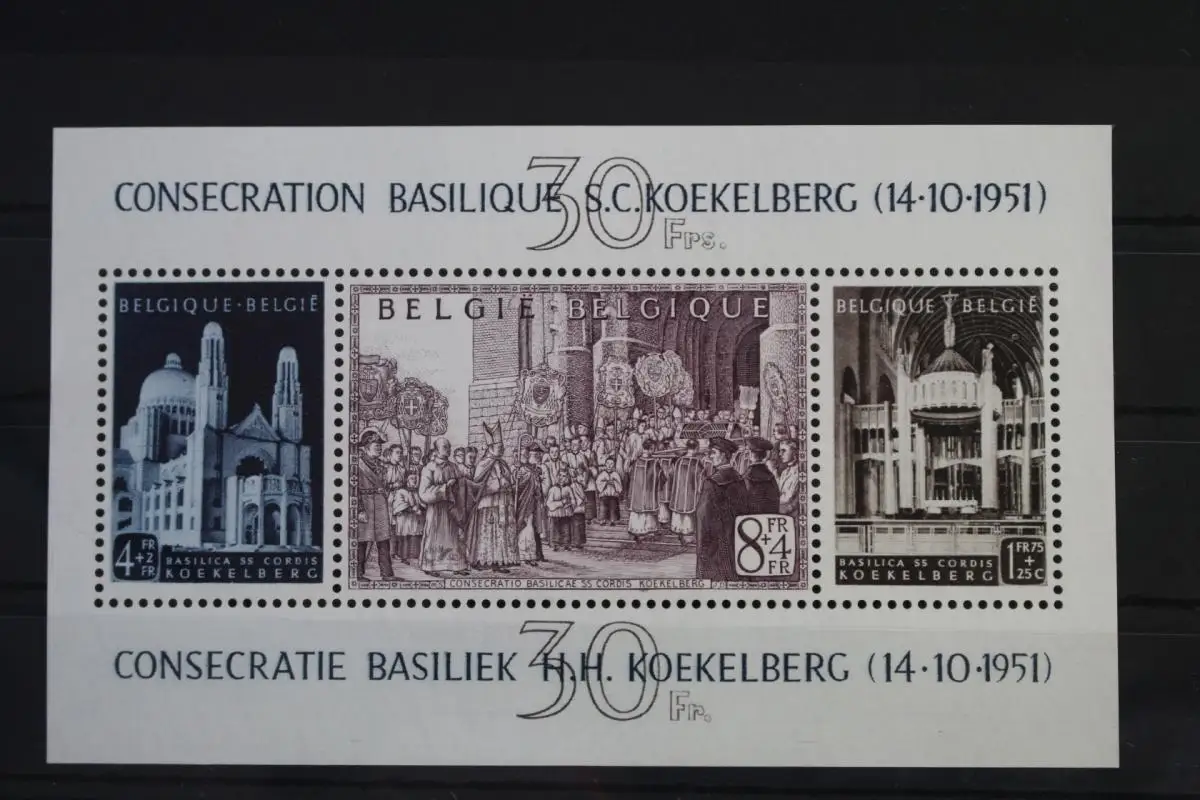 30
CONSECRATION BASILIQUE S.C.KOEKELBERG (14·10·1951)
Frs.
BELGIQUE·BELGIË
4 FR +2 FR
BASILICA SS CORDIS
KOEKELBERG
BELGIË·BELGIQUE
8 FR +4 FR
CONSECRATIO BASILICAE SS CORDIS KOEKELBERG
BELGIQUE BELGIË
BASILICA SS CORDIS
KOEKELBERG
1 FR 75 + 25 C
30
CONSECRATIE BASILIEK H.H. KOEKELBERG (14·10·1951)
Fr.